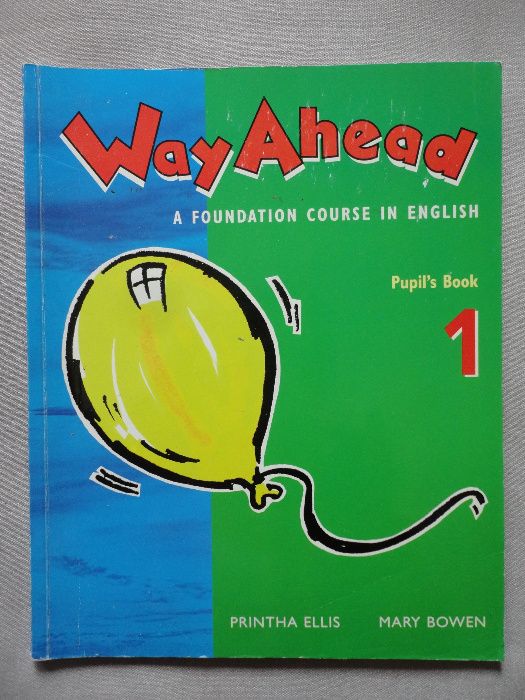 Way Ahead
A FOUNDATION COURSE IN ENGLISH
Pupil's Book
1
PRINTHA ELLIS MARY BOWEN